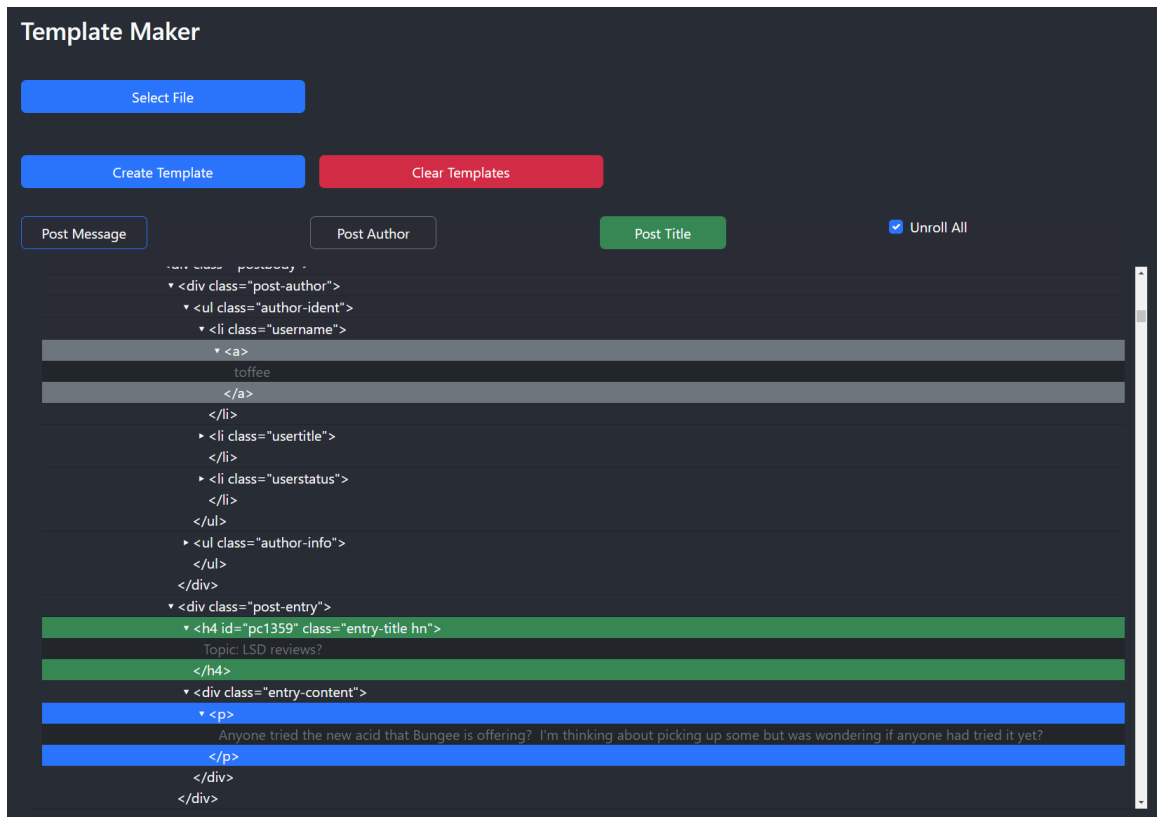 Template Maker
Select File
Create Template Clear Templates
Post Message Post Author Post Title Unroll All
<div class="postbody">
▾ <div class="post-author">
▾ <ul class="author-ident">
▾ <li class="username">
▾ <a>
toffee
</a>
</li>
▸ <li class="usertitle">
</li>
▸ <li class="userstatus">
</li>
</ul>
▸ <ul class="author-info">
</ul>
</div>
▾ <div class="post-entry">
▾ <h4 id="pc1359" class="entry-title hn">
Topic: LSD reviews?
</h4>
▾ <div class="entry-content">
▾ <p>
Anyone tried the new acid that Bungee is offering?  I'm thinking about picking up some but was wondering if anyone had tried it yet?
</p>
</div>
</div>